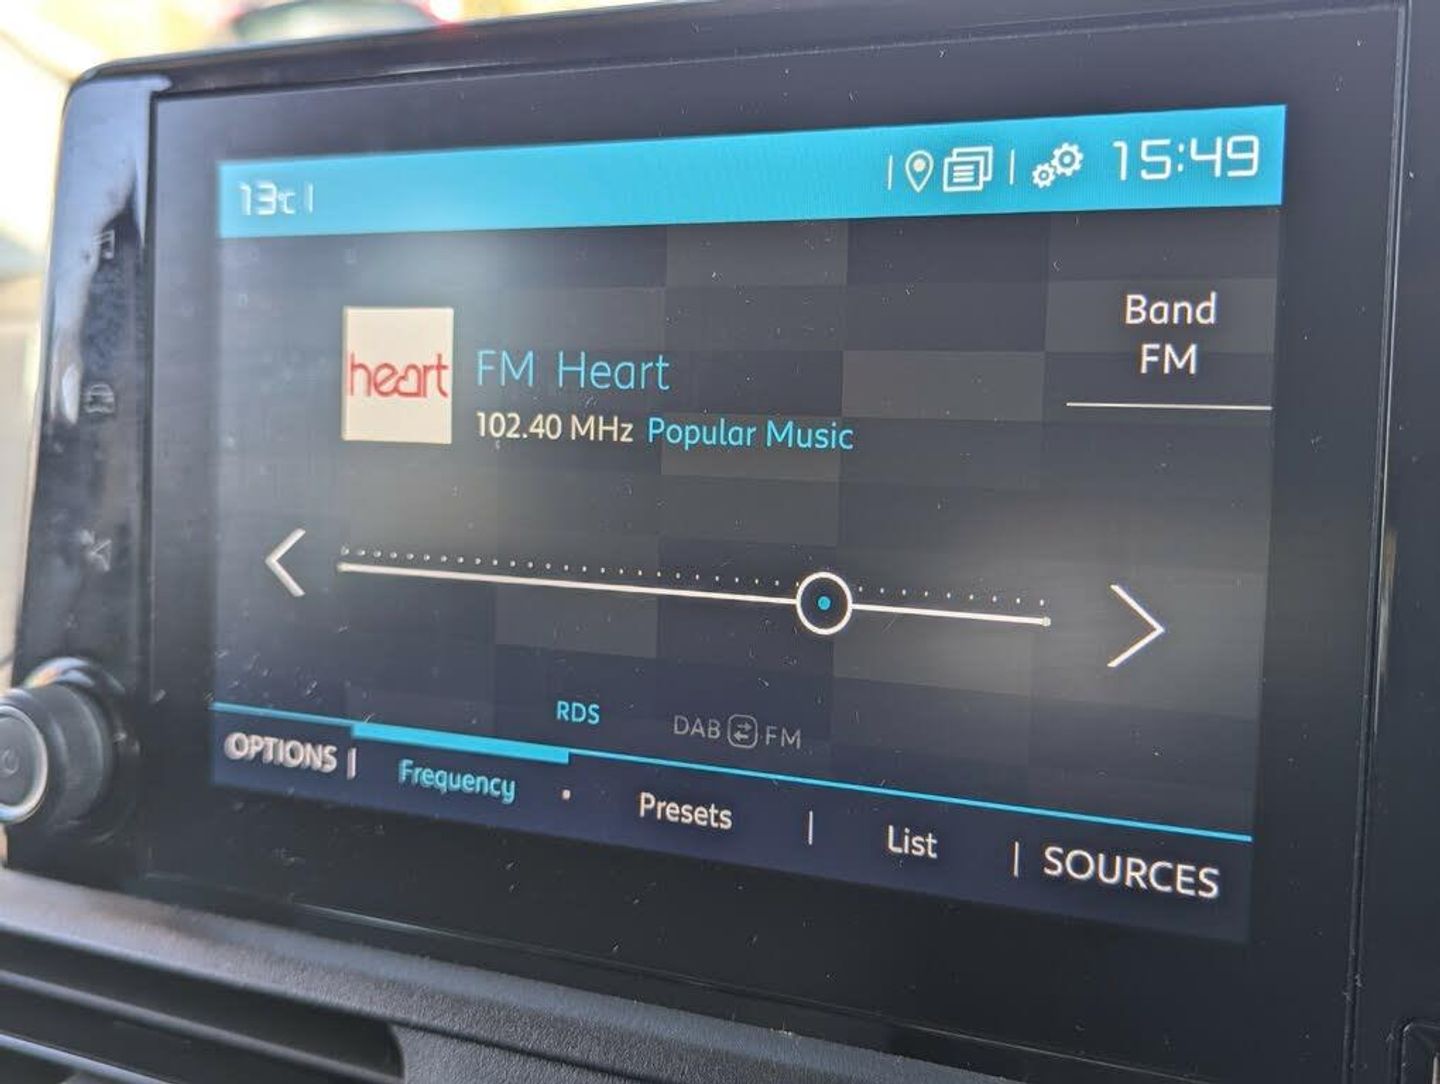 13°C
15:49
Band
FM
heart
FM Heart
102.40 MHz Popular Music
RDS
DAB FM
OPTIONS
Frequency
Presets
List
SOURCES